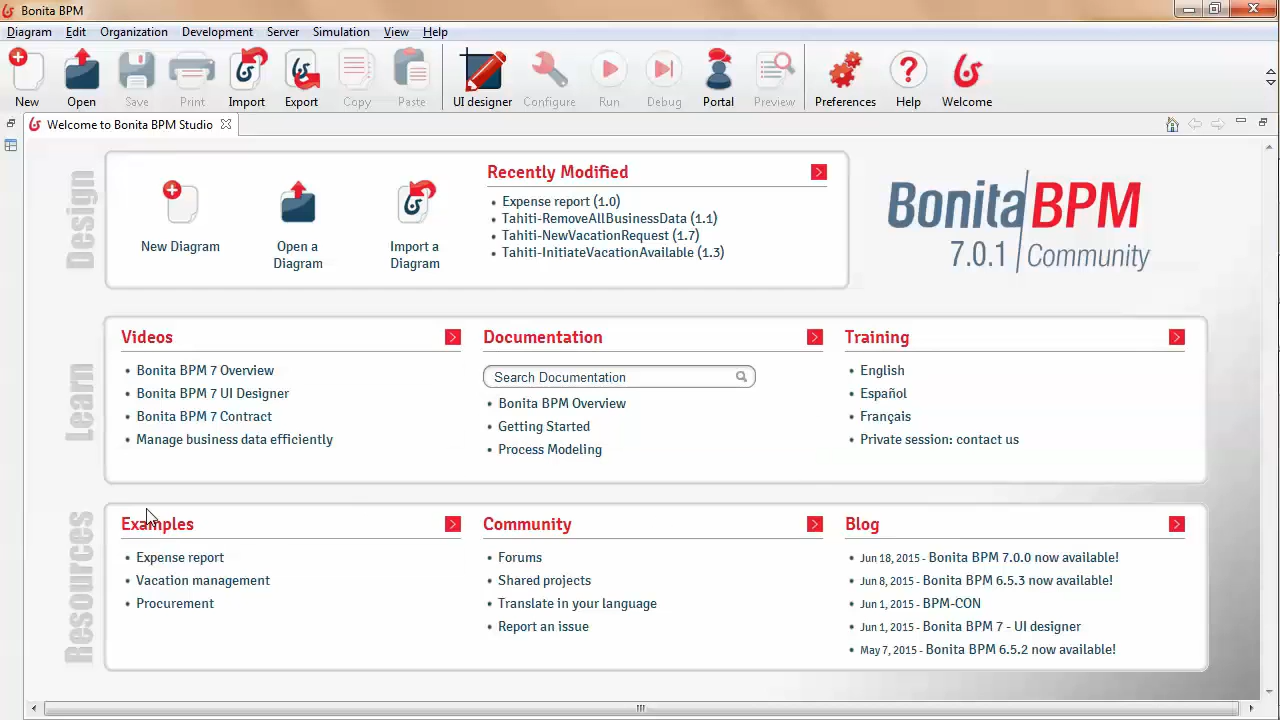 Bonita BPM
Diagram Edit Organization Development Server Simulation View Help
New Open Save Print Import Export Copy Paste UI designer Configure Run Debug Portal Preview Preferences Help Welcome
Welcome to Bonita BPM Studio
Design
New Diagram
Open a
Diagram
Import a
Diagram
Recently Modified
Expense report (1.0)
Tahiti-RemoveAllBusinessData (1.1)
Tahiti-NewVacationRequest (1.7)
Tahiti-InitiateVacationAvailable (1.3)
Bonita BPM
7.0.1 Community
Learn
Videos
Bonita BPM 7 Overview
Bonita BPM 7 UI Designer
Bonita BPM 7 Contract
Manage business data efficiently
Documentation
Search Documentation
Bonita BPM Overview
Getting Started
Process Modeling
Training
English
Español
Français
Private session: contact us
Resources
Examples
Expense report
Vacation management
Procurement
Community
Forums
Shared projects
Translate in your language
Report an issue
Blog
Jun 18, 2015 - Bonita BPM 7.0.0 now available!
Jun 8, 2015 - Bonita BPM 6.5.3 now available!
Jun 1, 2015 - BPM-CON
Jun 1, 2015 - Bonita BPM 7 - UI designer
May 7, 2015 - Bonita BPM 6.5.2 now available!